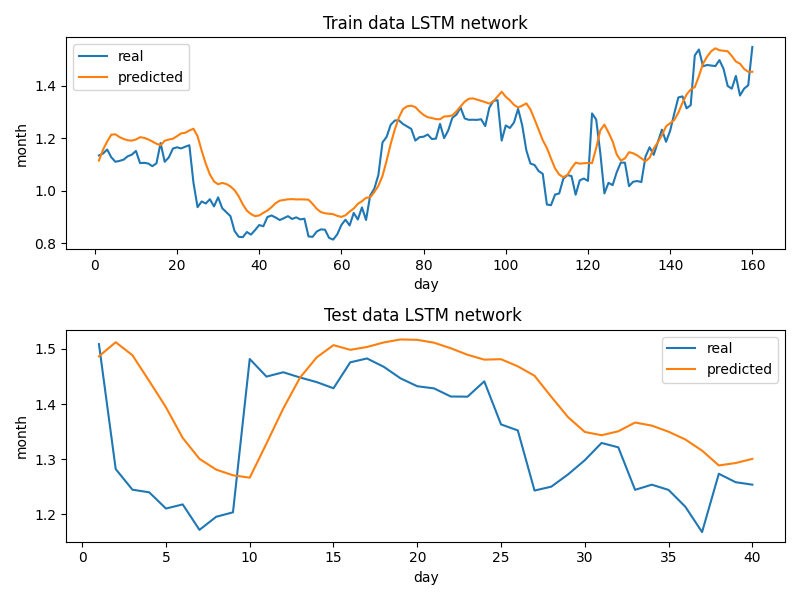 Train data LSTM network
real
predicted
month
1.4
1.2
1.0
0.8
0 20 40 60 80 100 120 140 160
day
Test data LSTM network
real
predicted
month
1.5
1.4
1.3
1.2
0 5 10 15 20 25 30 35 40
day